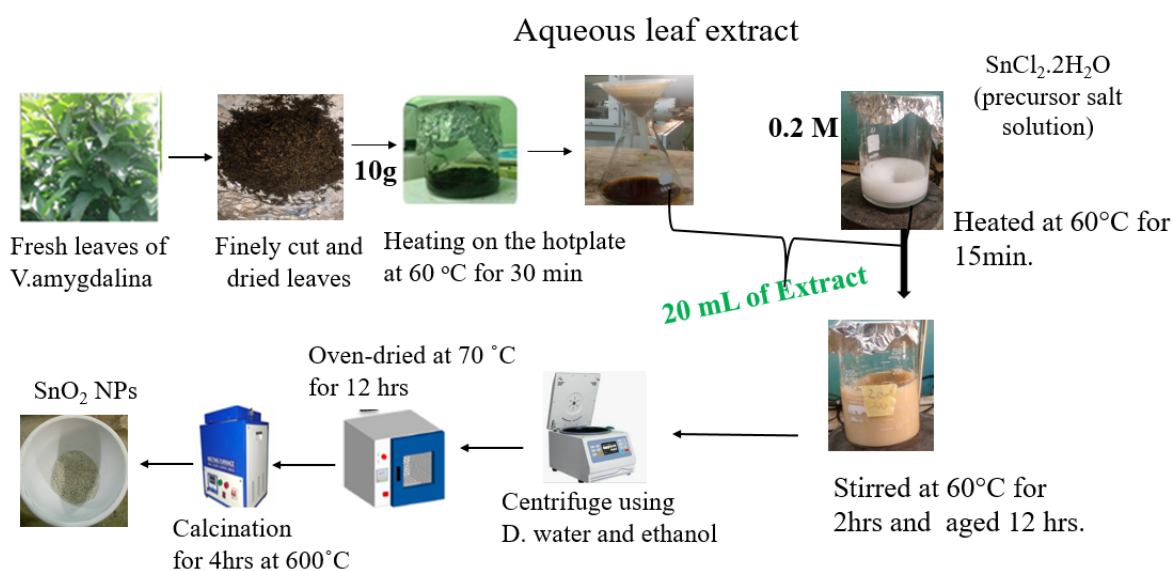 Aqueous leaf extract
SnCl₂.2H₂O
(precursor salt
solution)
0.2 M
10g
Fresh leaves of
V.amygdalina
Finely cut and
dried leaves
Heating on the hotplate
at 60 °C for 30 min
Heated at 60°C for
15min.
20 mL of Extract
Stirred at 60°C for
2hrs and aged 12 hrs.
Centrifuge using
D. water and ethanol
Oven-dried at 70 ˚C
for 12 hrs
Calcination
for 4hrs at 600˚C
SnO₂ NPs